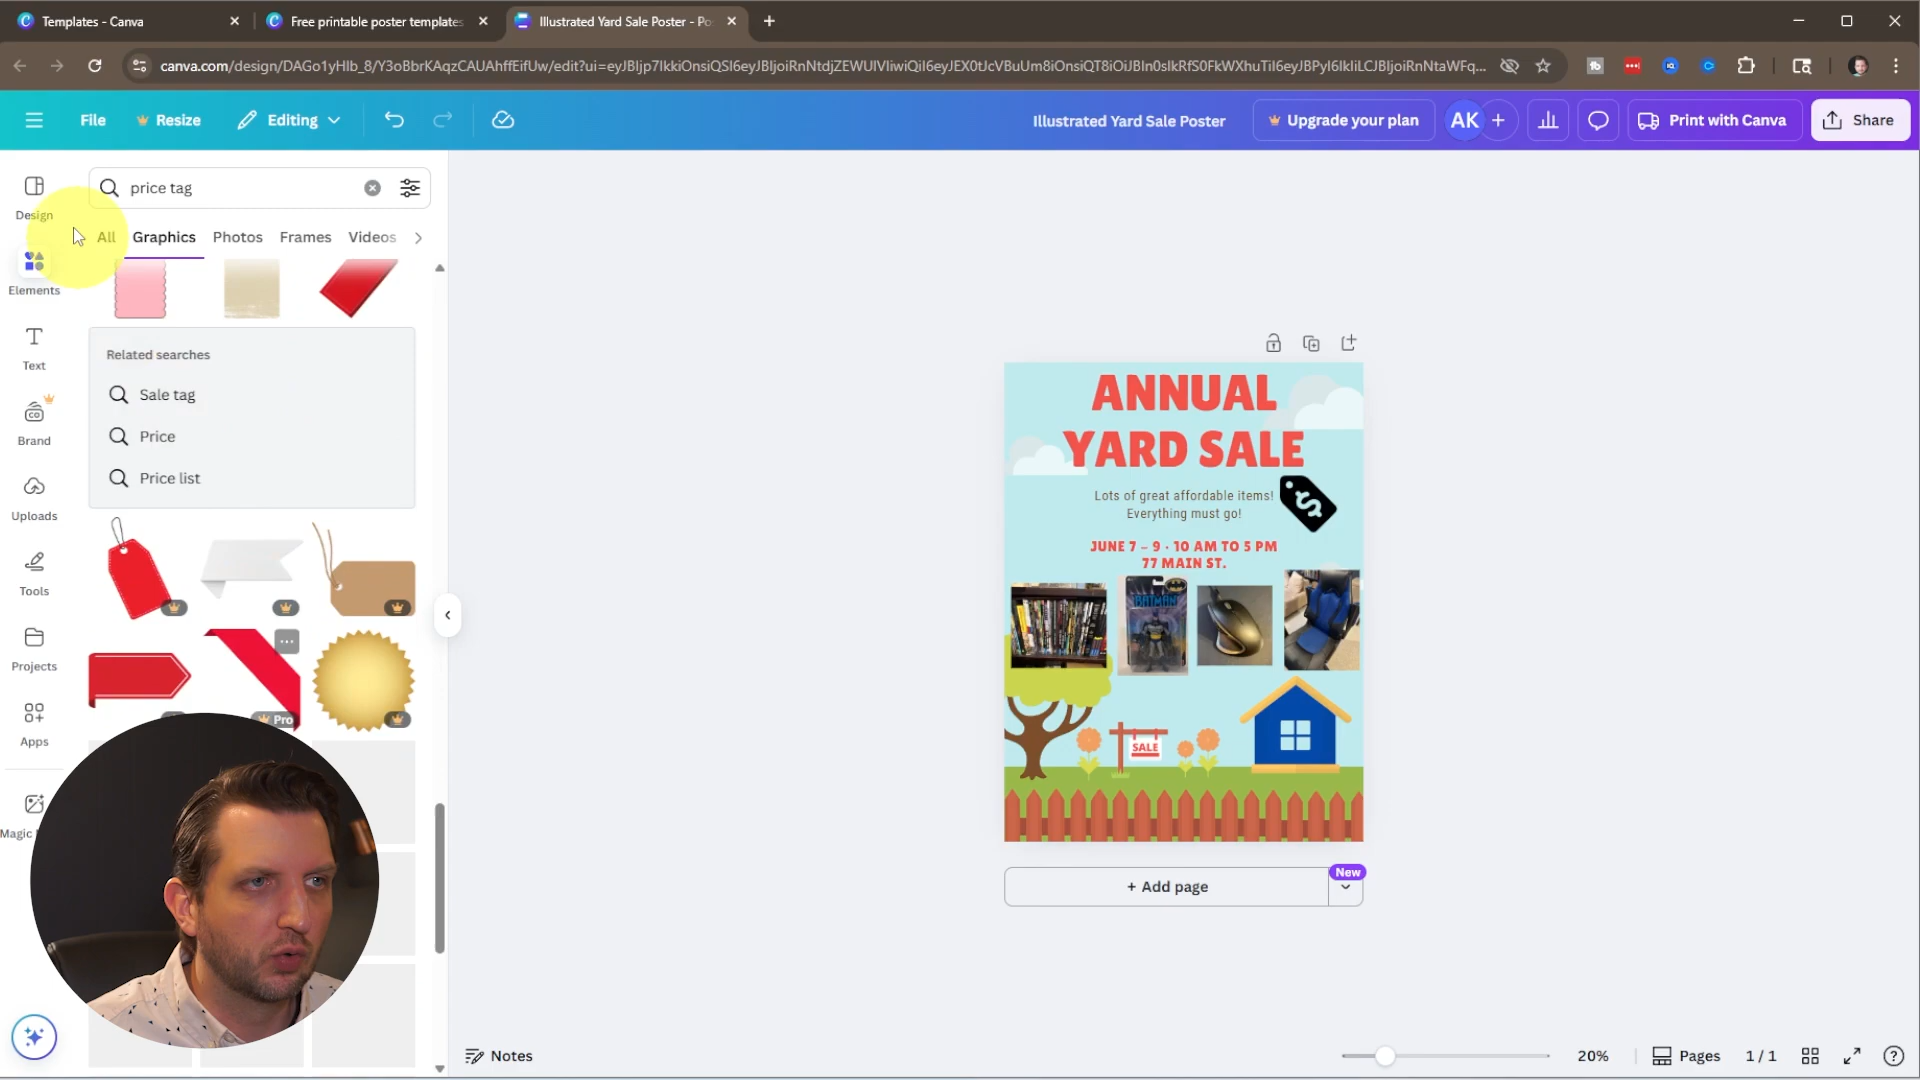 Templates - Canva
Free printable poster templates
Illustrated Yard Sale Poster - Po
canva.com/design/DAGo1yHIb_8/Y3oBbrKAqzCAUAhffEifUw/edit?ui=
File
Resize
Editing
Illustrated Yard Sale Poster
Upgrade your plan
AK
Print with Canva
Share
Design
Elements
Text
Brand
Uploads
Tools
Projects
Apps
Magic
price tag
All
Graphics
Photos
Frames
Videos
Related searches
Sale tag
Price
Price list
Pro
ANNUAL
YARD SALE
Lots of great affordable items!
Everything must go!
$
JUNE 7 – 9 · 10 AM TO 5 PM
77 MAIN ST.
BATMAN
SALE
+ Add page
New
Notes
20%
Pages
1 / 1